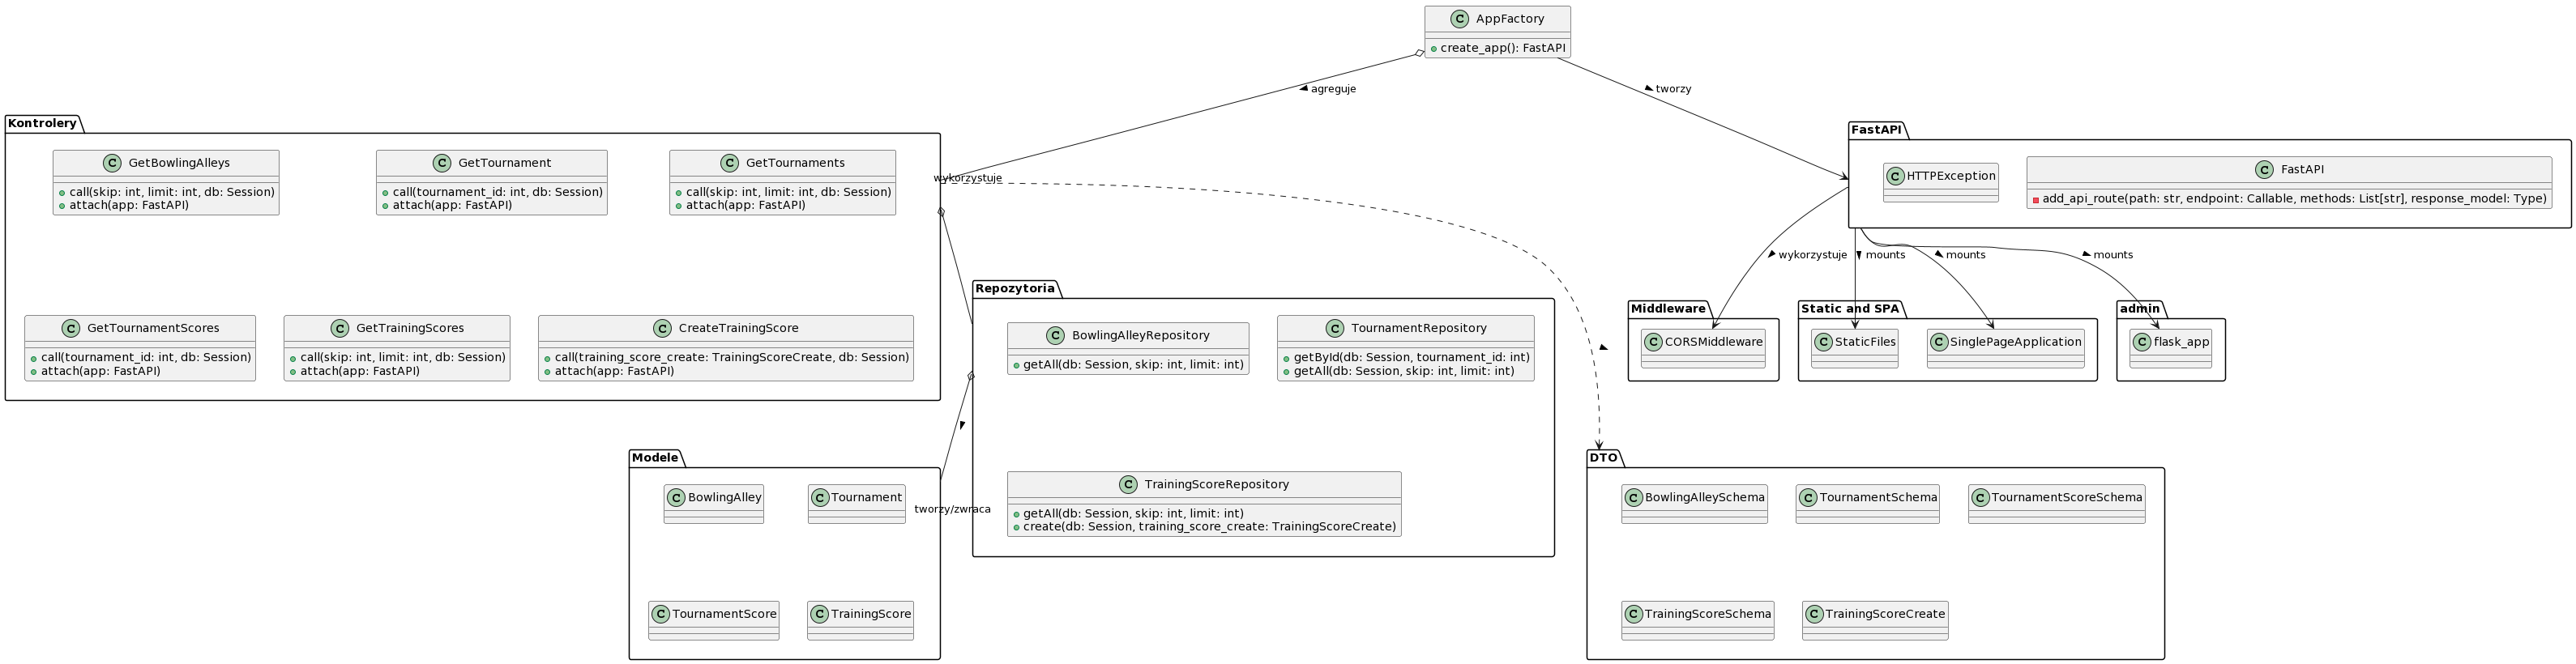 C AppFactory
create_app(): FastAPI
agreguje
tworzy
Kontrolery
C GetBowlingAlleys
call(skip: int, limit: int, db: Session)
attach(app: FastAPI)
C GetTournament
call(tournament_id: int, db: Session)
attach(app: FastAPI)
C GetTournaments
call(skip: int, limit: int, db: Session)
attach(app: FastAPI)
C GetTournamentScores
call(tournament_id: int, db: Session)
attach(app: FastAPI)
C GetTrainingScores
call(skip: int, limit: int, db: Session)
attach(app: FastAPI)
C CreateTrainingScore
call(training_score_create: TrainingScoreCreate, db: Session)
attach(app: FastAPI)
wykorzystuje
FastAPI
C HTTPException
C FastAPI
add_api_route(path: str, endpoint: Callable, methods: List[str], response_model: Type)
wykorzystuje
mounts
mounts
mounts
Repozytoria
C BowlingAlleyRepository
getAll(db: Session, skip: int, limit: int)
C TournamentRepository
getById(db: Session, tournament_id: int)
getAll(db: Session, skip: int, limit: int)
C TrainingScoreRepository
getAll(db: Session, skip: int, limit: int)
create(db: Session, training_score_create: TrainingScoreCreate)
Middleware
C CORSMiddleware
Static and SPA
C StaticFiles
C SinglePageApplication
admin
C flask_app
Modele
C BowlingAlley
C Tournament
tworzy/zwraca
C TournamentScore
C TrainingScore
DTO
C BowlingAlleySchema
C TournamentSchema
C TournamentScoreSchema
C TrainingScoreSchema
C TrainingScoreCreate